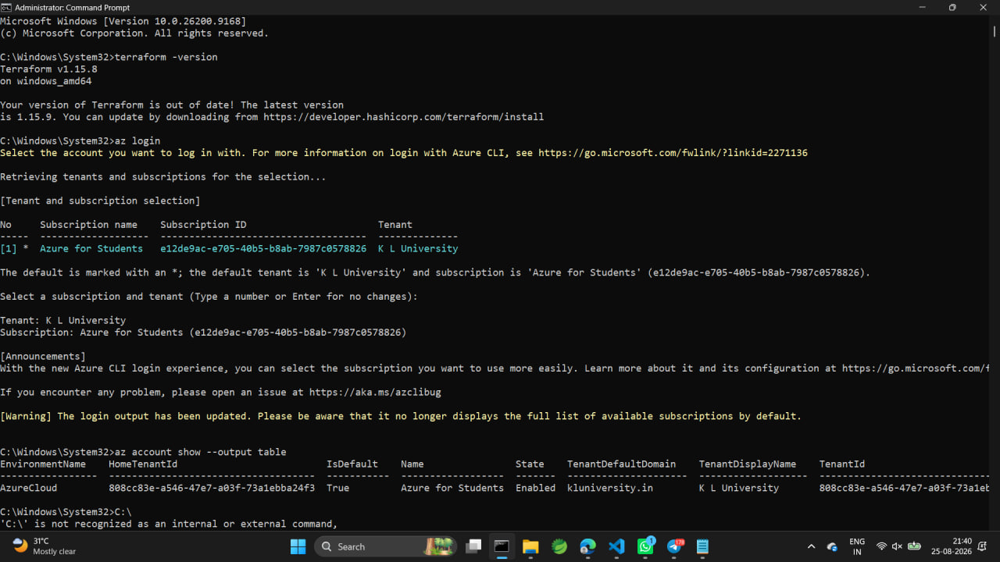 Administrator: Command Prompt
Microsoft Windows [Version 10.0.26200.9168]
(c) Microsoft Corporation. All rights reserved.
C:\Windows\System32>terraform -version
Terraform v1.15.8
on windows_amd64
Your version of Terraform is out of date! The latest version
is 1.15.9. You can update by downloading from https://developer.hashicorp.com/terraform/install
C:\Windows\System32>az login
Select the account you want to log in with. For more information on login with Azure CLI, see https://go.microsoft.com/fwlink/?linkid=2271136
Retrieving tenants and subscriptions for the selection...
[Tenant and subscription selection]
No     Subscription name    Subscription ID                       Tenant
-----  -------------------  ------------------------------------  --------------
[1] *  Azure for Students   e12de9ac-e705-40b5-b8ab-7987c0578826  K L University
The default is marked with an *; the default tenant is 'K L University' and subscription is 'Azure for Students' (e12de9ac-e705-40b5-b8ab-7987c0578826).
Select a subscription and tenant (Type a number or Enter for no changes):
Tenant: K L University
Subscription: Azure for Students (e12de9ac-e705-40b5-b8ab-7987c0578826)
[Announcements]
With the new Azure CLI login experience, you can select the subscription you want to use more easily. Learn more about it and its configuration at https://go.microsoft.com/f
If you encounter any problem, please open an issue at https://aka.ms/azclibug
[Warning] The login output has been updated. Please be aware that it no longer displays the full list of available subscriptions by default.
C:\Windows\System32>az account show --output table
EnvironmentName    HomeTenantId                          IsDefault    Name                State    TenantDefaultDomain    TenantDisplayName    TenantId
-----------------  ------------------------------------  -----------  ------------------  -------  ---------------------  -------------------  ------------------------------
AzureCloud         808cc83e-a546-47e7-a03f-73a1ebba24f3  True         Azure for Students  Enabled  kluniversity.in        K L University       808cc83e-a546-47e7-a03f-73a1eb
C:\Windows\System32>C:\
'C:\' is not recognized as an internal or external command,
31°C
Mostly clear
Search
1
178
ENG
IN
21:40
25-08-2026